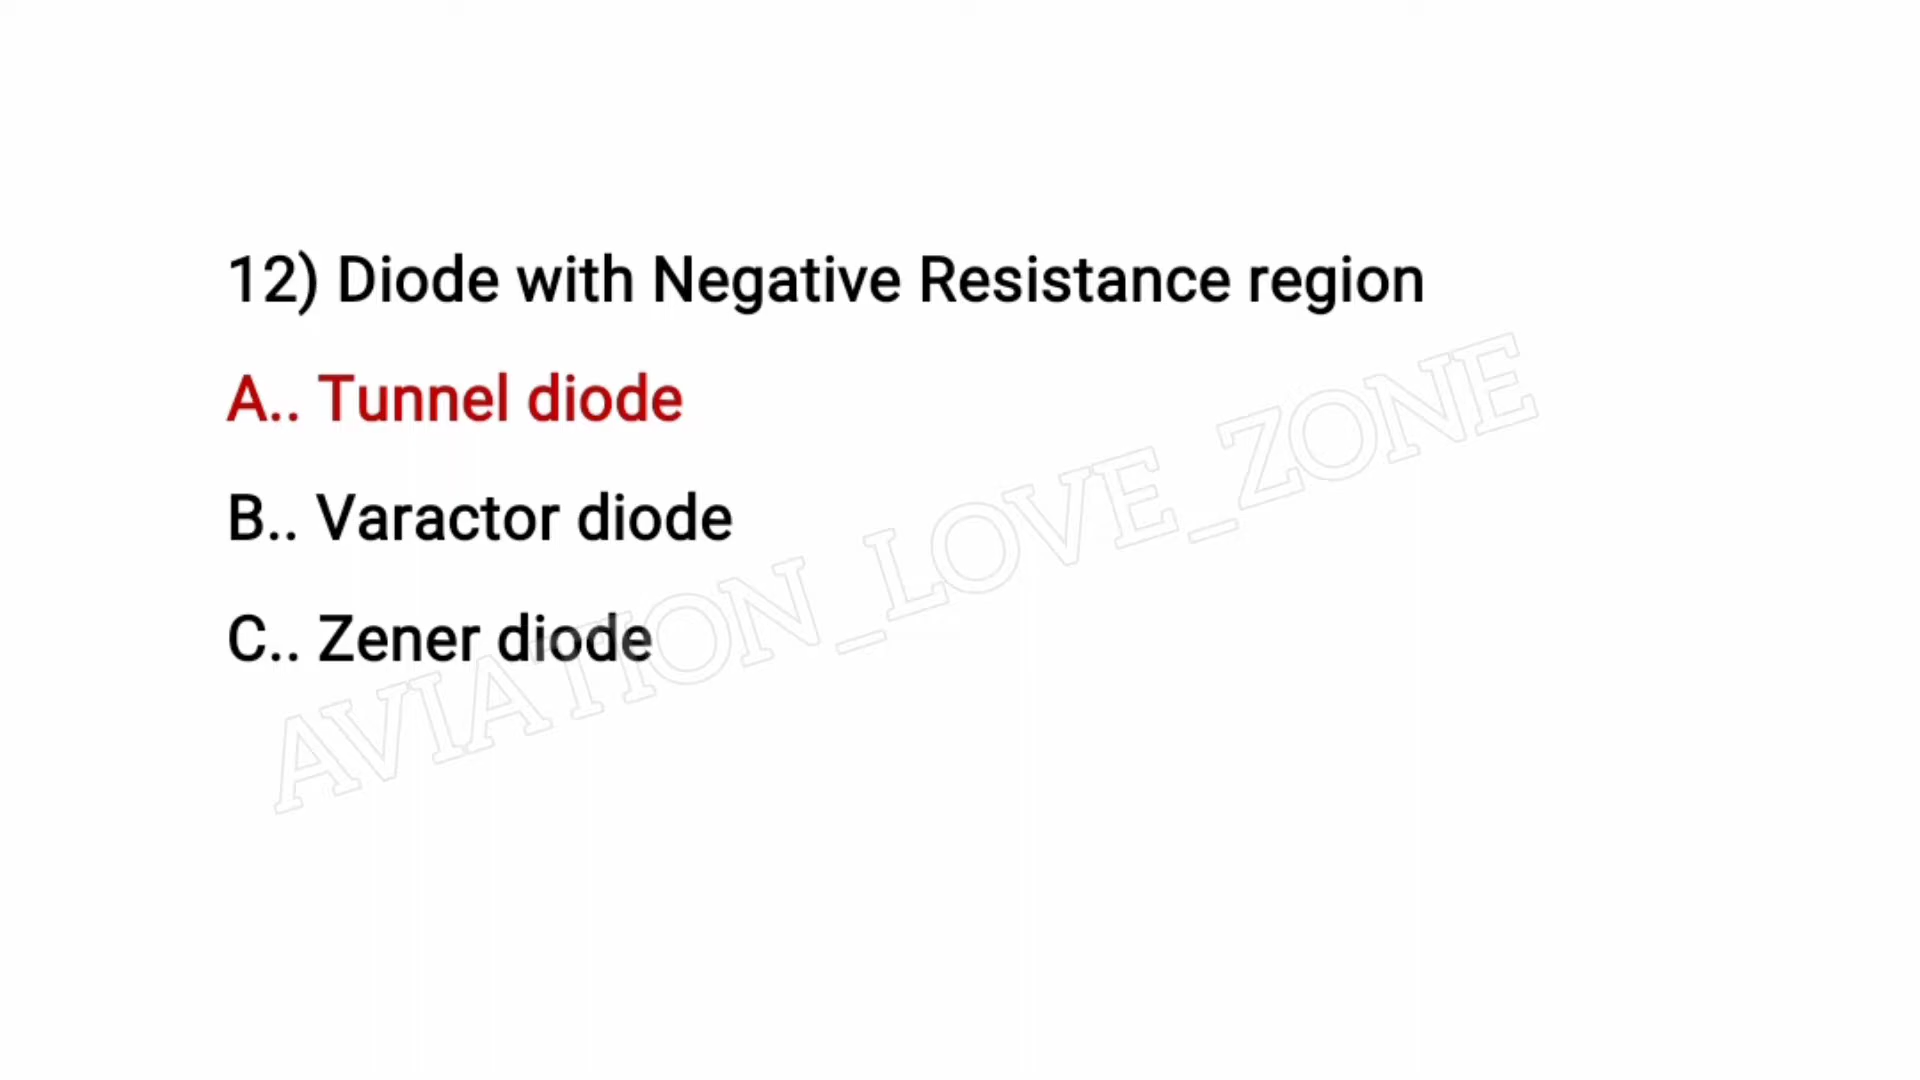 12) Diode with Negative Resistance region
A.. Tunnel diode
B.. Varactor diode
C.. Zener diode
AVIATION_LOVE_ZONE